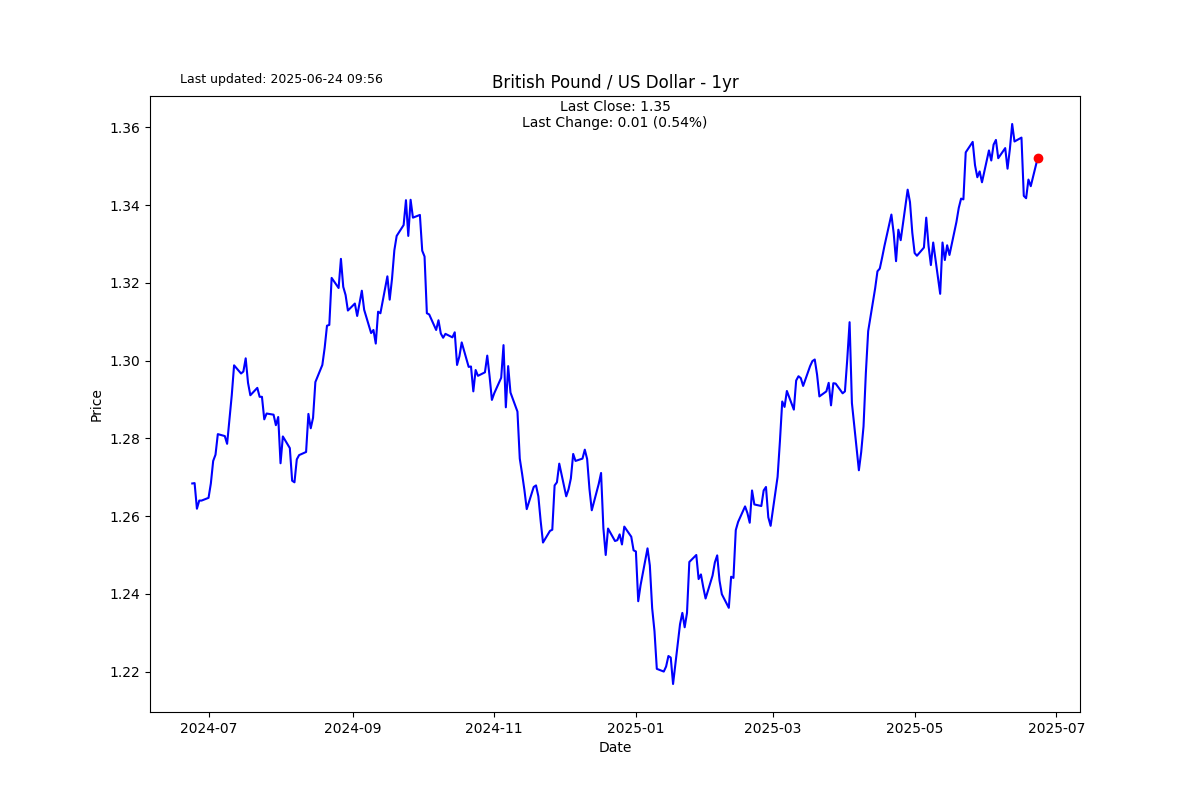 Last updated: 2025-06-24 09:56
British Pound / US Dollar - 1yr
Last Close: 1.35
Last Change: 0.01 (0.54%)
Price
1.36
1.34
1.32
1.30
1.28
1.26
1.24
1.22
2024-07
2024-09
2024-11
2025-01
2025-03
2025-05
2025-07
Date